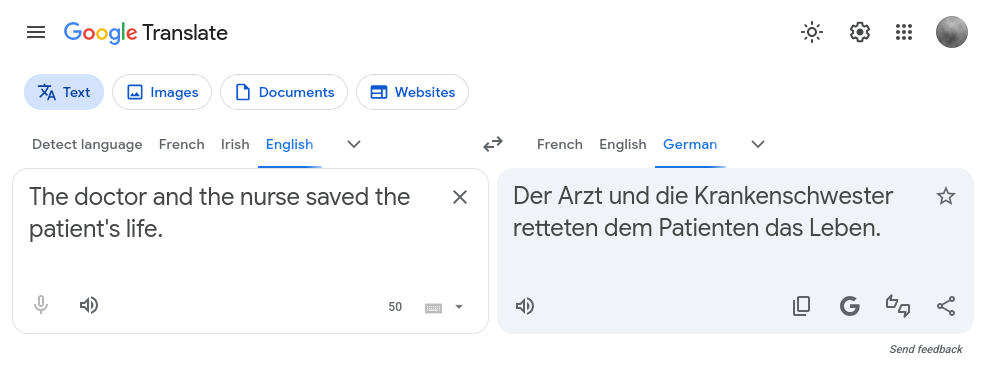 Google Translate
Text
Images
Documents
Websites
Detect language
French
Irish
English
French
English
German
The doctor and the nurse saved the
patient's life.
50
Der Arzt und die Krankenschwester
retteten dem Patienten das Leben.
Send feedback